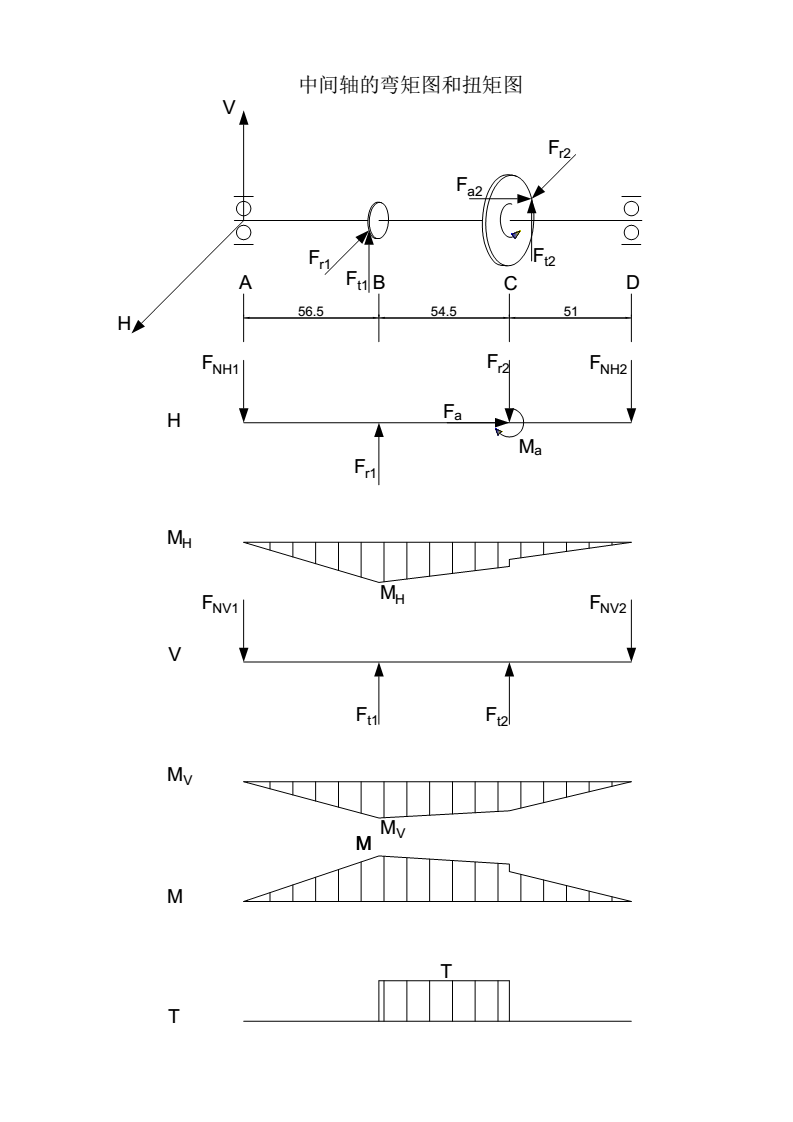 中间轴的弯矩图和扭矩图
V
Fr2
Fa2
Fr1
Ft1
Ft2
A B C D
56.5 54.5 51
H
FNH1 Fr2 FNH2
H Fa
Ma
Fr1
MH
MH
FNV1 FNV2
V
Ft1 Ft2
MV
MV
M
M
T
T